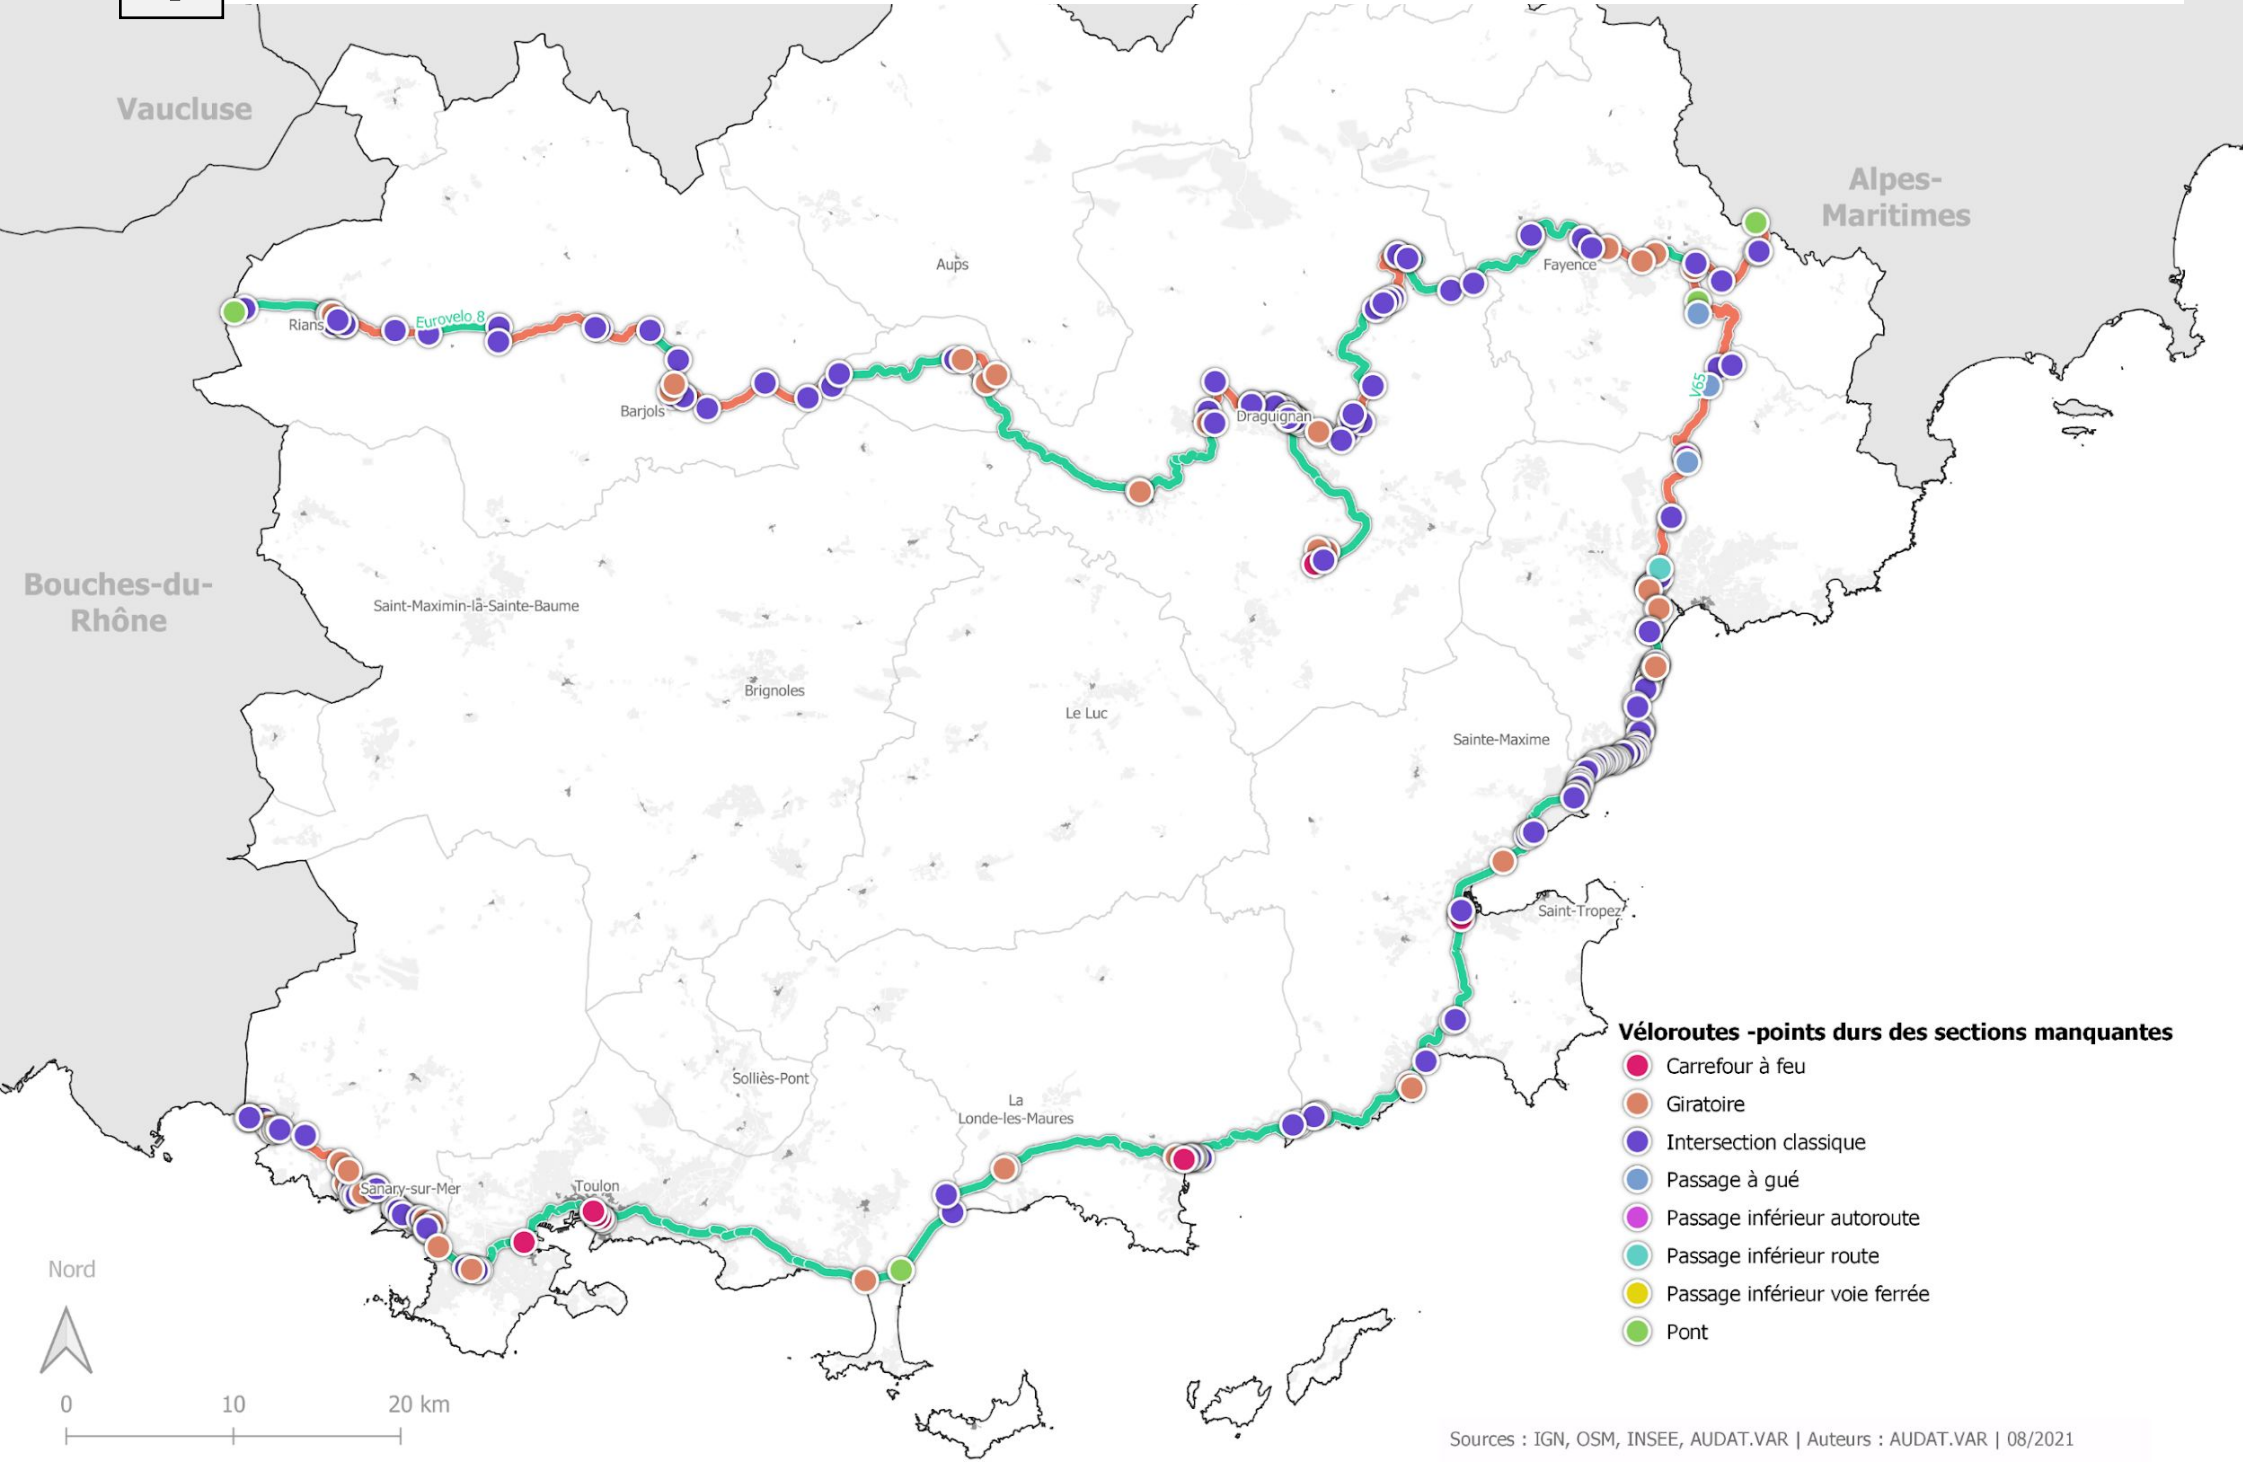 Vaucluse
Alpes-
Maritimes
Aups
Fayence
Rians
Eurovelo 8
V65
Barjols
Draguignan
Bouches-du-
Rhône
Saint-Maximin-la-Sainte-Baume
Brignoles
Le Luc
Sainte-Maxime
Saint-Tropez
Solliès-Pont
La
Londe-les-Maures
Sanary-sur-Mer
Toulon
Véloroutes -points durs des sections manquantes
Carrefour à feu
Giratoire
Intersection classique
Passage à gué
Passage inférieur autoroute
Passage inférieur route
Passage inférieur voie ferrée
Pont
Nord
0 10 20 km
Sources : IGN, OSM, INSEE, AUDAT.VAR | Auteurs : AUDAT.VAR | 08/2021